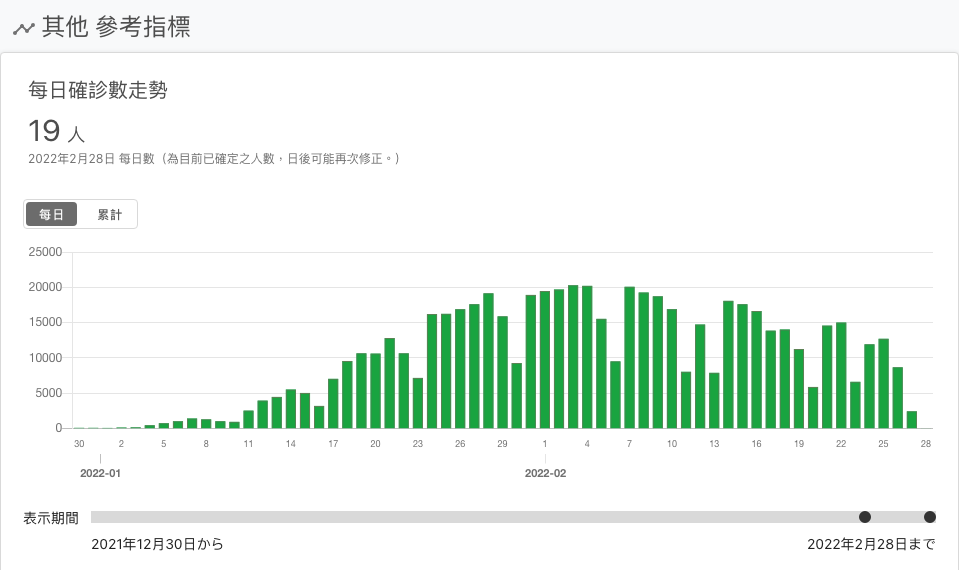 其他 參考指標
每日確診數走勢
19 人
2022年2月28日 每日數（為目前已確定之人數，日後可能再次修正。）
每日 累計
25000
20000
15000
10000
5000
0
30 2 5 8 11 14 17 20 23 26 29 1 4 7 10 13 16 19 22 25 28
2022-01 2022-02
表示期間
2021年12月30日から 2022年2月28日まで